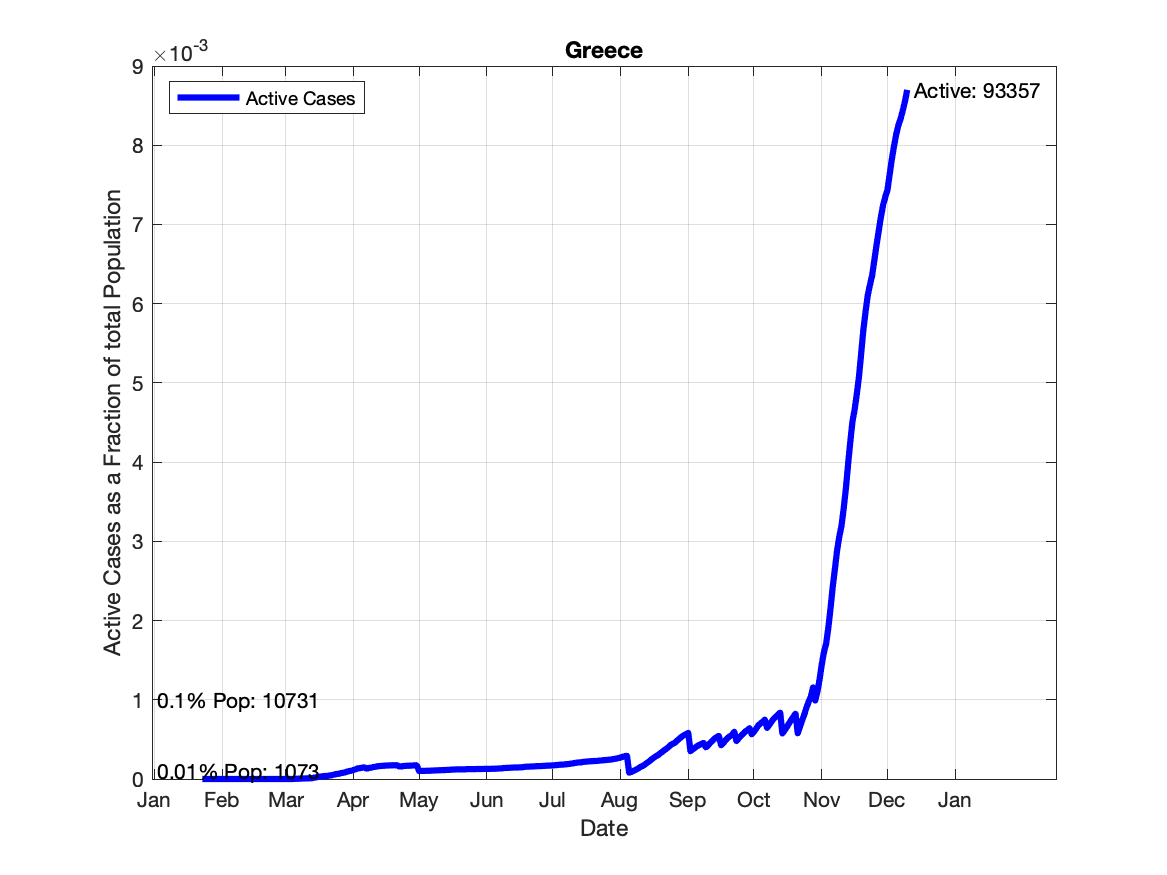 Greece
×10-3
9
Active Cases
Active: 93357
8
7
6
5
4
3
2
1
0.1% Pop: 10731
0.01% Pop: 1073
0
Active Cases as a Fraction of total Population
Jan Feb Mar Apr May Jun Jul Aug Sep Oct Nov Dec Jan
Date